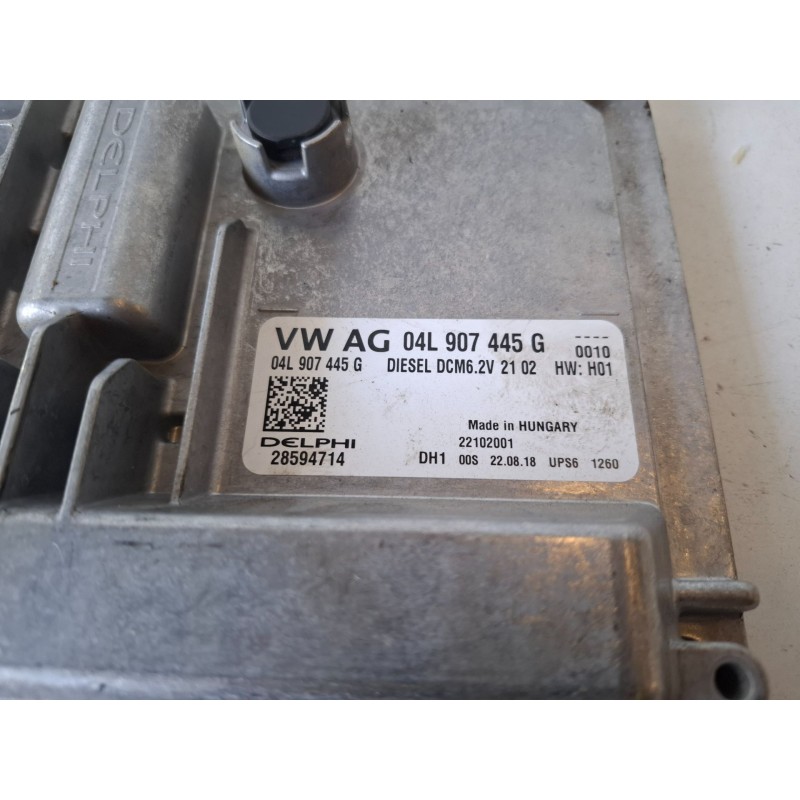 DELPHI
VW AG 04L 907 445 G ----
0010
04L 907 445 G DIESEL DCM6.2V 21 02 HW: H01
Made in HUNGARY
DELPHI 22102001
28594714 DH1 00S 22.08.18 UPS6 1260